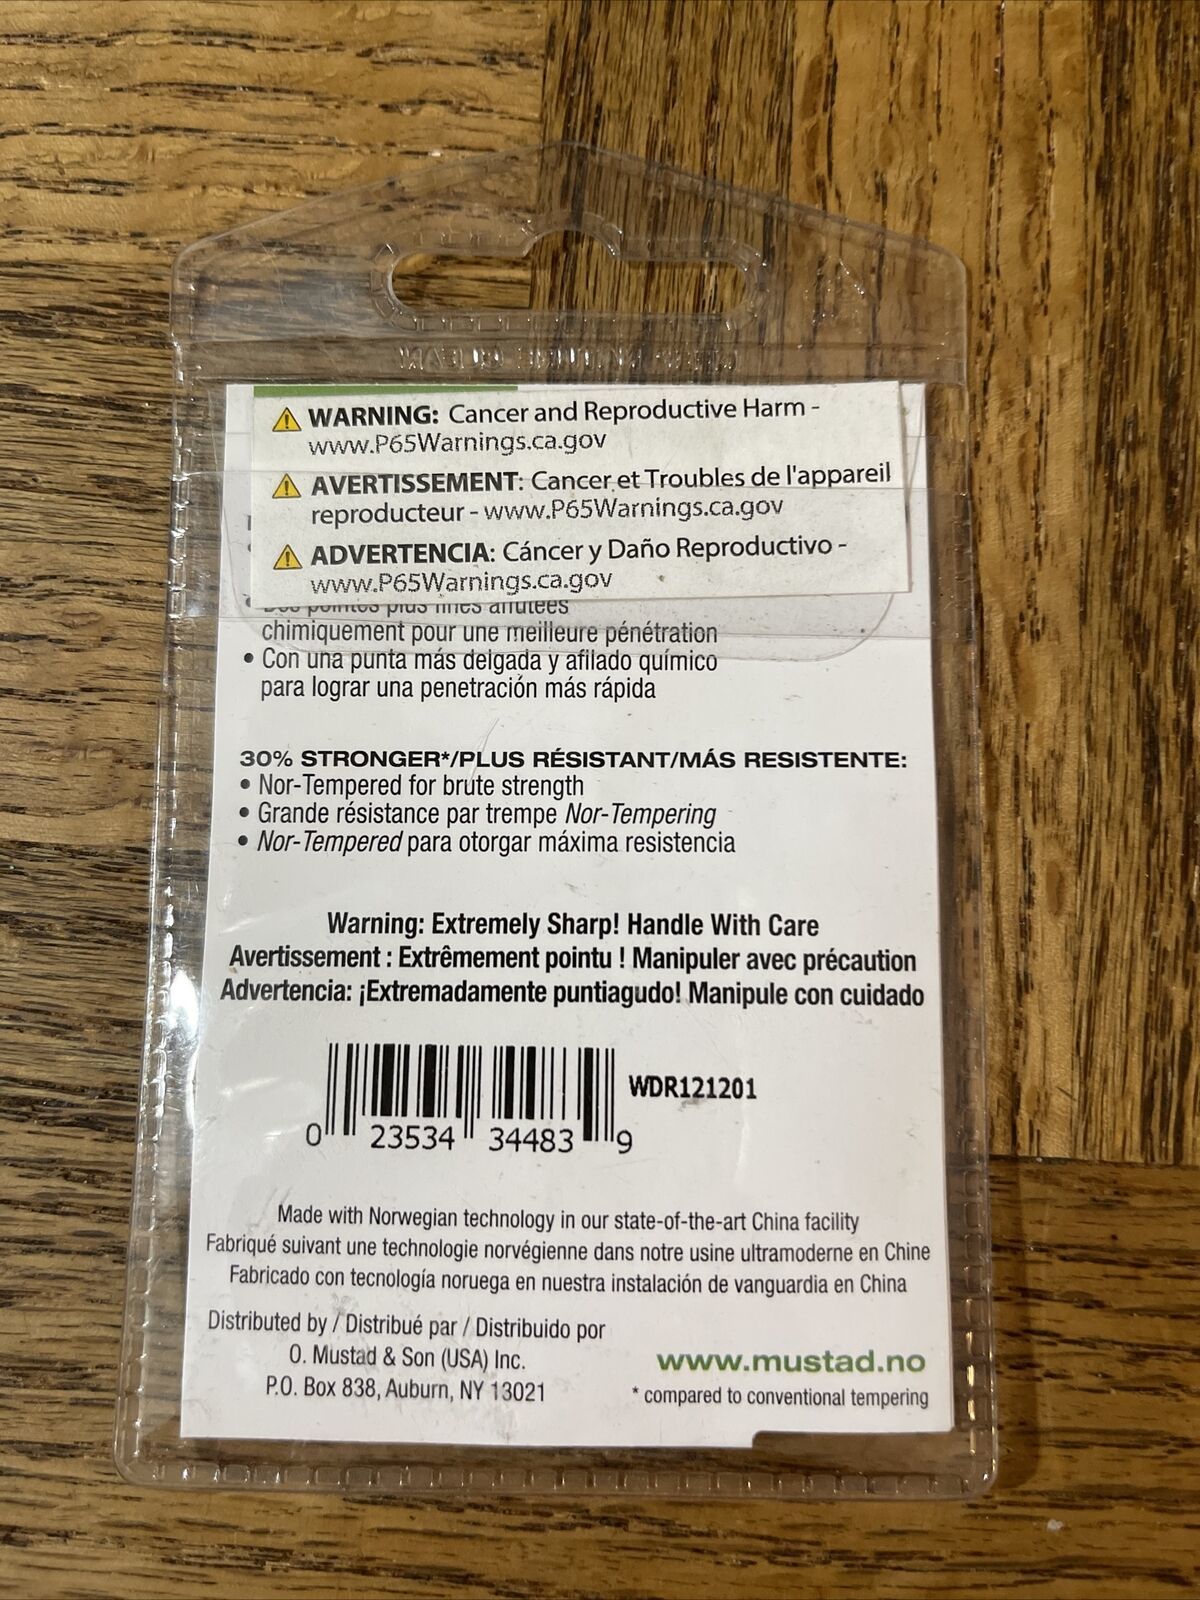 WARNING: Cancer and Reproductive Harm -
www.P65Warnings.ca.gov
AVERTISSEMENT: Cancer et Troubles de l'appareil
reproducteur - www.P65Warnings.ca.gov
ADVERTENCIA: Cáncer y Daño Reproductivo -
www.P65Warnings.ca.gov
• Des pointes plus fines affûtées
chimiquement pour une meilleure pénétration
• Con una punta más delgada y afilado químico
para lograr una penetración más rápida
30% STRONGER*/PLUS RÉSISTANT/MÁS RESISTENTE:
• Nor-Tempered for brute strength
• Grande résistance par trempe Nor-Tempering
• Nor-Tempered para otorgar máxima resistencia
Warning: Extremely Sharp! Handle With Care
Avertissement : Extrêmement pointu ! Manipuler avec précaution
Advertencia: ¡Extremadamente puntiagudo! Manipule con cuidado
WDR121201
0 23534 34483 9
Made with Norwegian technology in our state-of-the-art China facility
Fabriqué suivant une technologie norvégienne dans notre usine ultramoderne en Chine
Fabricado con tecnología noruega en nuestra instalación de vanguardia en China
Distributed by / Distribué par / Distribuido por
O. Mustad & Son (USA) Inc.
P.O. Box 838, Auburn, NY 13021
www.mustad.no
* compared to conventional tempering